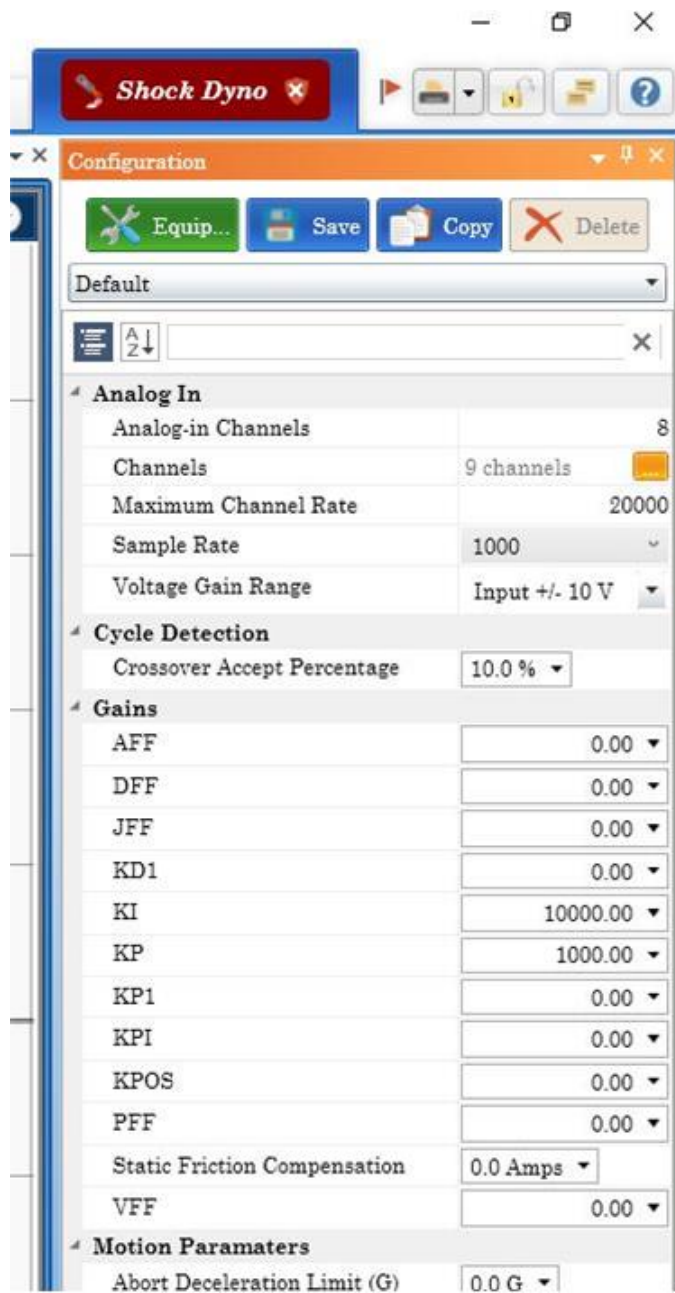 Shock Dyno
Configuration
Equip... Save Copy Delete
Default
A
Z
Analog In
Analog-in Channels 8
Channels 9 channels ...
Maximum Channel Rate 20000
Sample Rate 1000
Voltage Gain Range Input +/- 10 V
Cycle Detection
Crossover Accept Percentage 10.0 %
Gains
AFF 0.00
DFF 0.00
JFF 0.00
KD1 0.00
KI 10000.00
KP 1000.00
KP1 0.00
KPI 0.00
KPOS 0.00
PFF 0.00
Static Friction Compensation 0.0 Amps
VFF 0.00
Motion Paramaters
Abort Deceleration Limit (G) 0.0 G